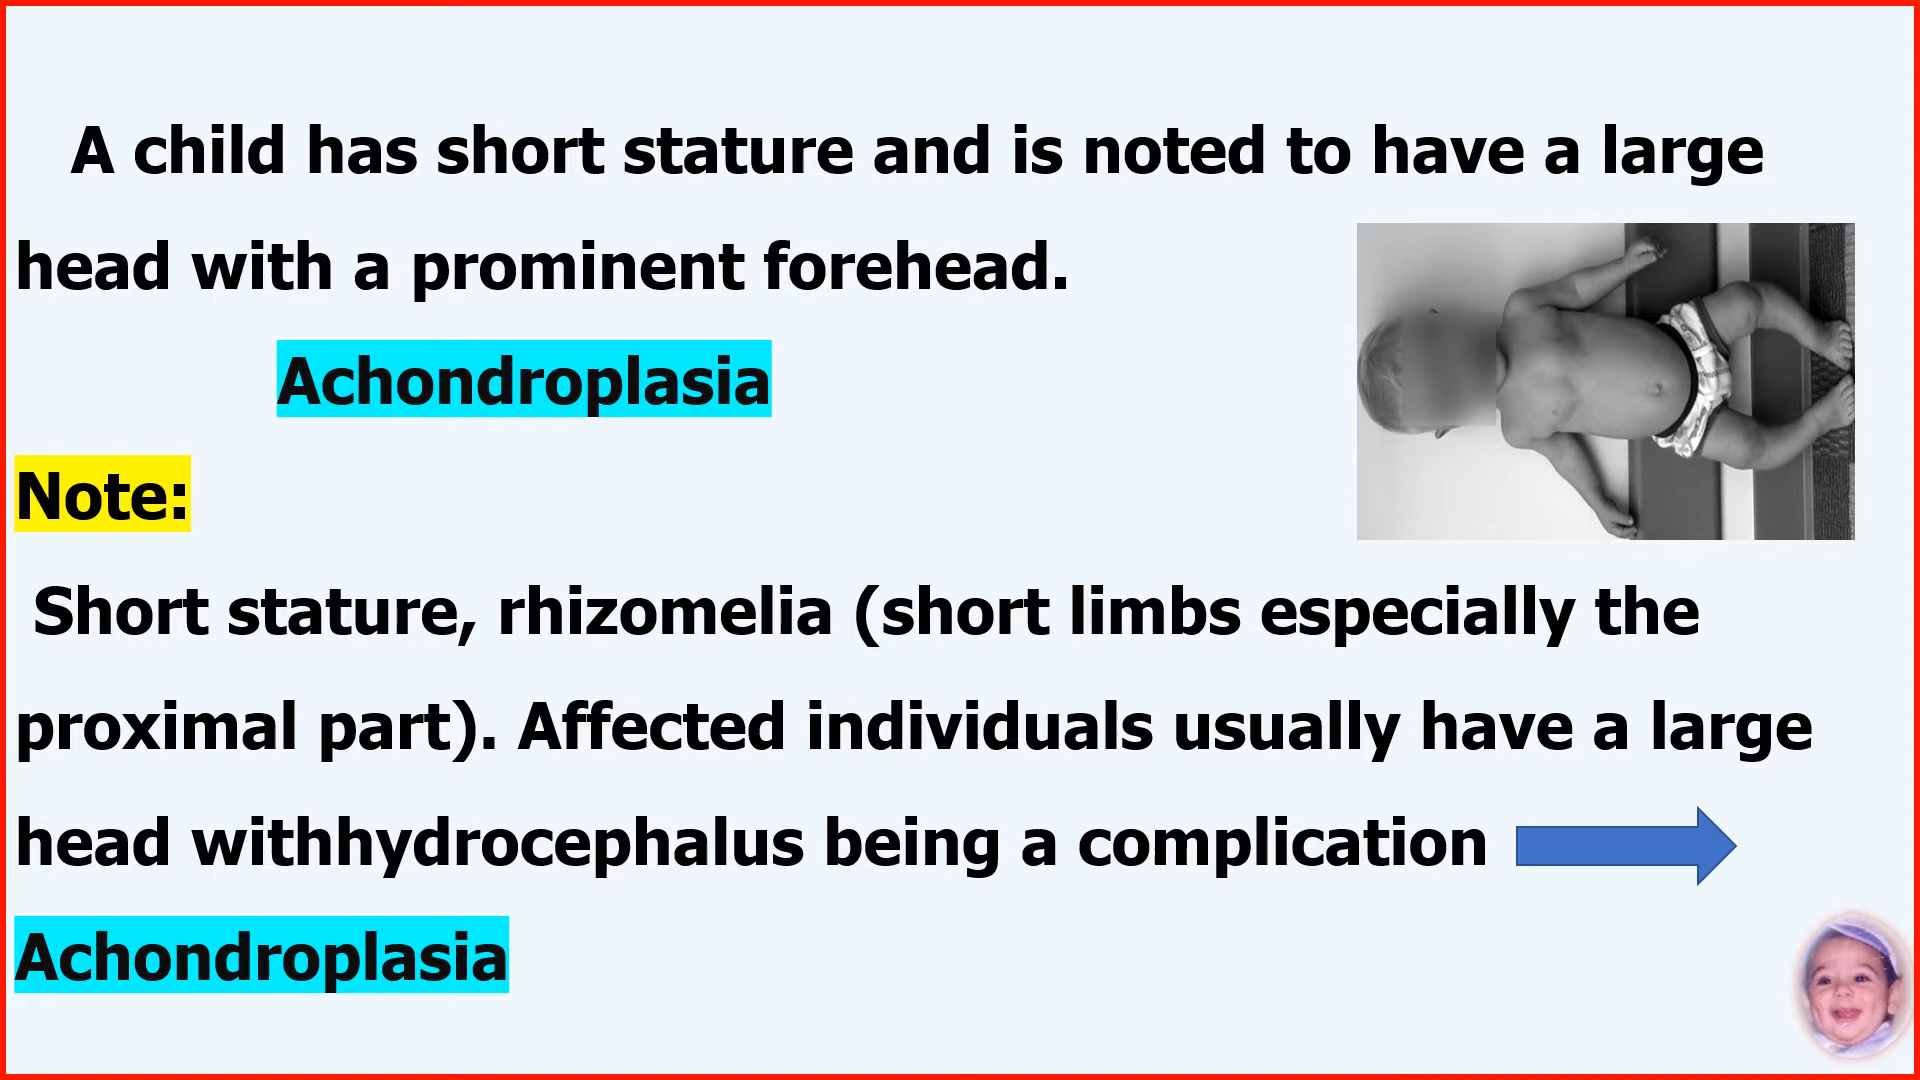 A child has short stature and is noted to have a large
head with a prominent forehead.
Achondroplasia
Note:
Short stature, rhizomelia (short limbs especially the
proximal part). Affected individuals usually have a large
head withhydrocephalus being a complication
Achondroplasia